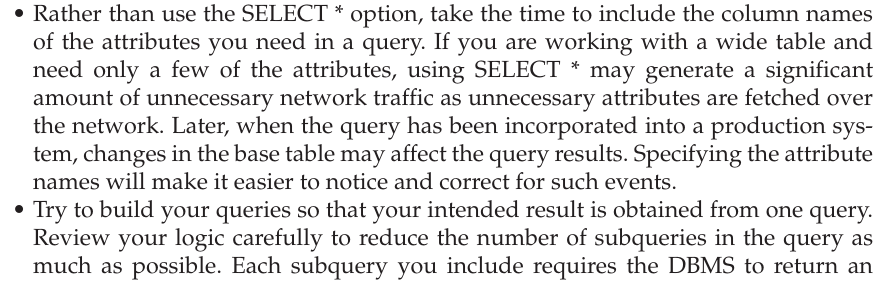 • Rather than use the SELECT * option, take the time to include the column names
of the attributes you need in a query. If you are working with a wide table and
need only a few of the attributes, using SELECT * may generate a significant
amount of unnecessary network traffic as unnecessary attributes are fetched over
the network. Later, when the query has been incorporated into a production sys-
tem, changes in the base table may affect the query results. Specifying the attribute
names will make it easier to notice and correct for such events.
• Try to build your queries so that your intended result is obtained from one query.
Review your logic carefully to reduce the number of subqueries in the query as
much as possible. Each subquery you include requires the DBMS to return an